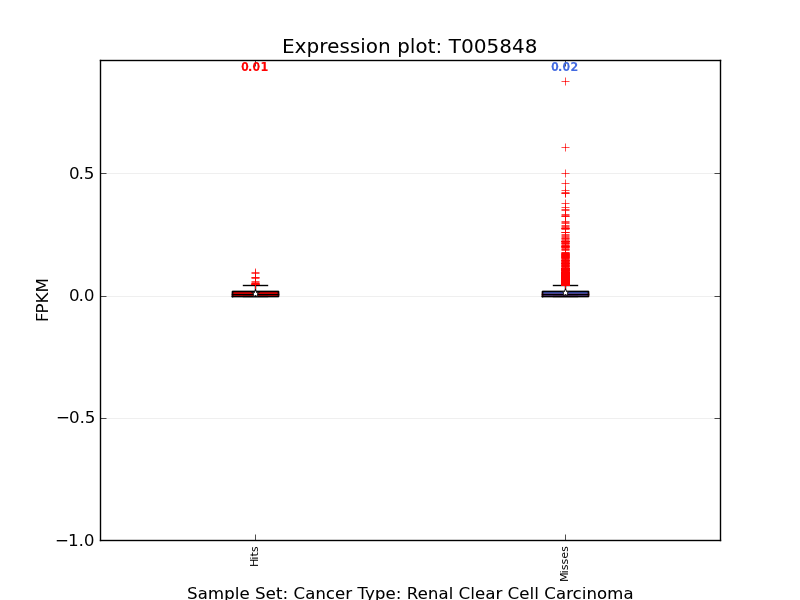 Expression plot: T005848
0.01
0.02
0.5
0.0
−0.5
−1.0
FPKM
Hits
Misses
Sample Set: Cancer Type: Renal Clear Cell Carcinoma